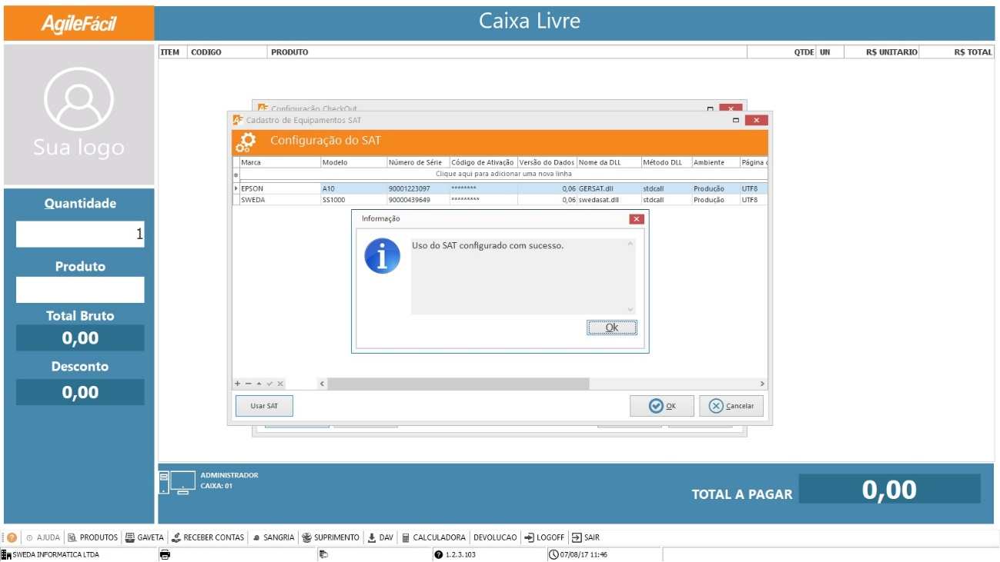 AgileFácil
Caixa Livre
Sua logo
Quantidade
1
Produto
Total Bruto
0,00
Desconto
0,00
ITEM CODIGO PRODUTO QTDE UN R$ UNITARIO R$ TOTAL
Configuração CheckOut
Cadastro de Equipamentos SAT
Configuração do SAT
Marca Modelo Número de Série Código de Ativação Versão do Dados Nome da DLL Método DLL Ambiente Página
Clique aqui para adicionar uma nova linha
EPSON A10 90001223097 ******** 0,06 GERSAT.dll stdcall Produção UTF8
SWEDA SS1000 90000439649 ********* 0,06 swedasat.dll stdcall Produção UTF8
Informação
Uso do SAT configurado com sucesso.
Ok
Usar SAT OK Cancelar
ADMINISTRADOR
CAIXA: 01
TOTAL A PAGAR 0,00
AJUDA PRODUTOS GAVETA RECEBER CONTAS SANGRIA SUPRIMENTO DAV CALCULADORA DEVOLUCAO LOGOFF SAIR
SWEDA INFORMATICA LTDA 1.2.3.103 07/08/17 11:46